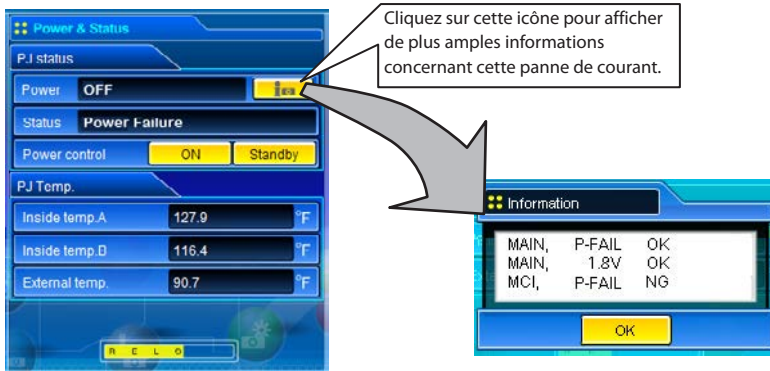 Power & Status
PJ status
Power OFF
Status Power Failure
Power control ON Standby
PJ Temp.
Inside temp.A 127.9 °F
Inside temp.B 116.4 °F
External temp. 90.7 °F
R E L O
Cliquez sur cette icône pour afficher
de plus amples informations
concernant cette panne de courant.
Information
MAIN, P-FAIL OK
MAIN, 1.8V OK
MCI, P-FAIL NG
OK